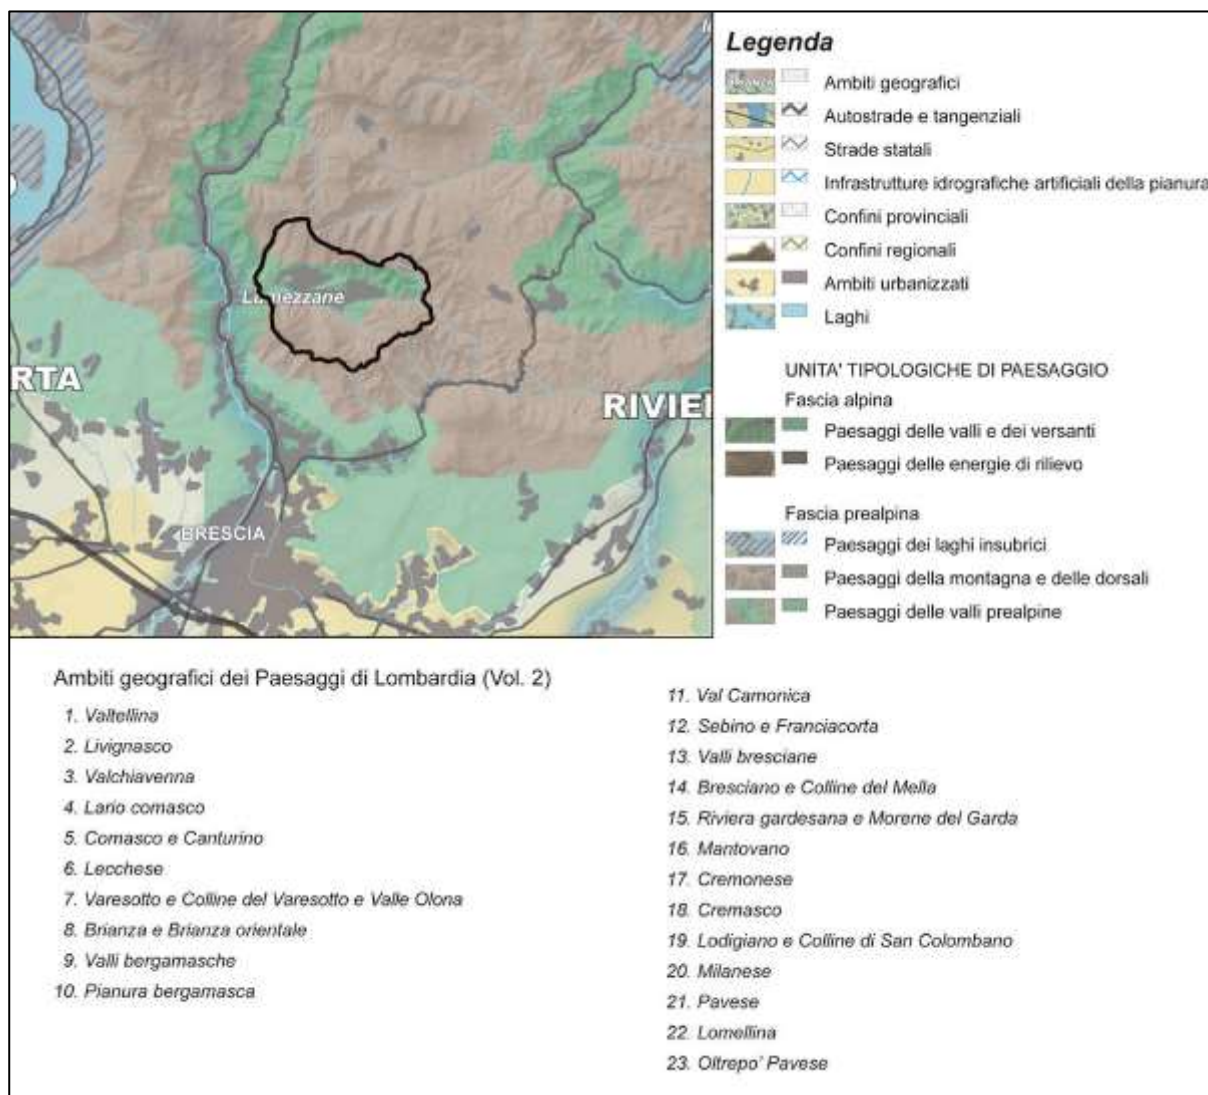 Lumezzane
RTA
RIVIE
BRESCIA
Legenda
Ambiti geografici
Autostrade e tangenziali
Strade statali
Infrastrutture idrografiche artificiali della pianura
Confini provinciali
Confini regionali
Ambiti urbanizzati
Laghi
UNITA' TIPOLOGICHE DI PAESAGGIO
Fascia alpina
Paesaggi delle valli e dei versanti
Paesaggi delle energie di rilievo
Fascia prealpina
Paesaggi dei laghi insubrici
Paesaggi della montagna e delle dorsali
Paesaggi delle valli prealpine
Ambiti geografici dei Paesaggi di Lombardia (Vol. 2)
1. Valtellina
2. Livignasco
3. Valchiavenna
4. Lario comasco
5. Comasco e Canturino
6. Lecchese
7. Varesotto e Colline del Varesotto e Valle Olona
8. Brianza e Brianza orientale
9. Valli bergamasche
10. Pianura bergamasca
11. Val Camonica
12. Sebino e Franciacorta
13. Valli bresciane
14. Bresciano e Colline del Mella
15. Riviera gardesana e Morene del Garda
16. Mantovano
17. Cremonese
18. Cremasco
19. Lodigiano e Colline di San Colombano
20. Milanese
21. Pavese
22. Lomellina
23. Oltrepo' Pavese